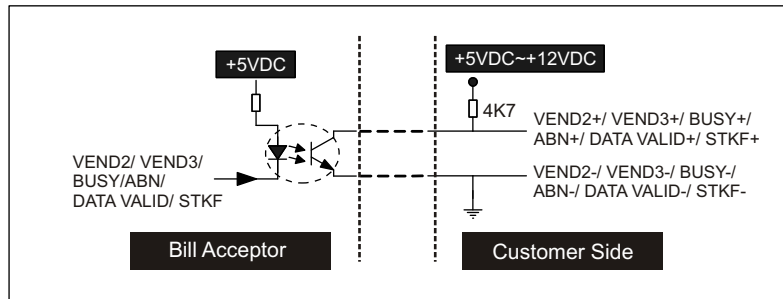 +5VDC
+5VDC~+12VDC
4K7
VEND2+/ VEND3+/ BUSY+/
ABN+/ DATA VALID+/ STKF+
VEND2/ VEND3/
BUSY/ABN/
DATA VALID/ STKF
VEND2-/ VEND3-/ BUSY-/
ABN-/ DATA VALID-/ STKF-
Bill Acceptor
Customer Side